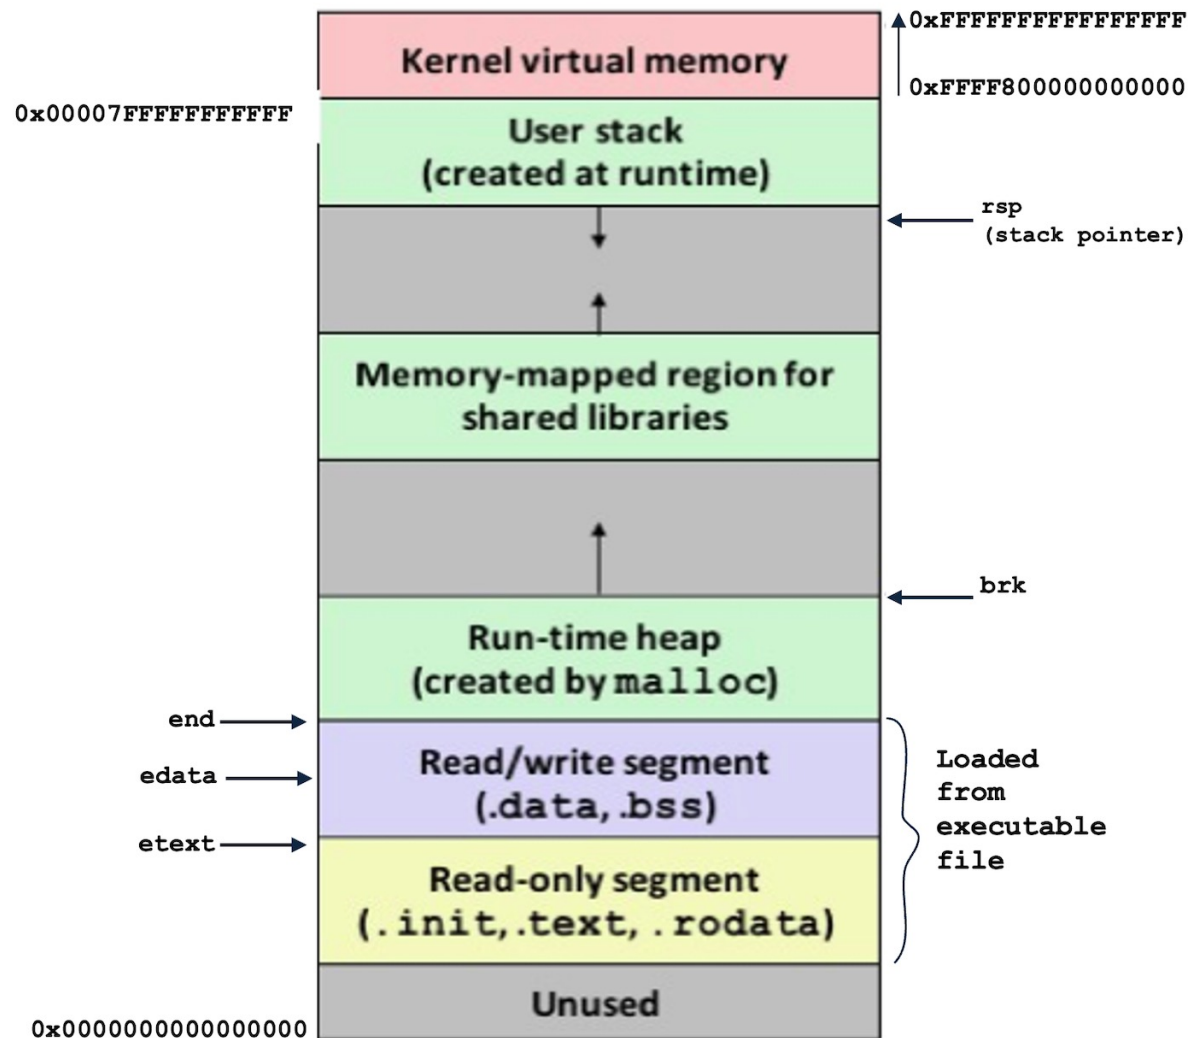 0xFFFFFFFFFFFFFFFF
Kernel virtual memory
0xFFFF800000000000
0x00007FFFFFFFFFFF
User stack
(created at runtime)
rsp
(stack pointer)
Memory-mapped region for
shared libraries
brk
Run-time heap
(created by malloc)
end
Read/write segment
(.data, .bss)
edata
etext
Loaded
from
executable
file
Read-only segment
(.init, .text, .rodata)
Unused
0x0000000000000000